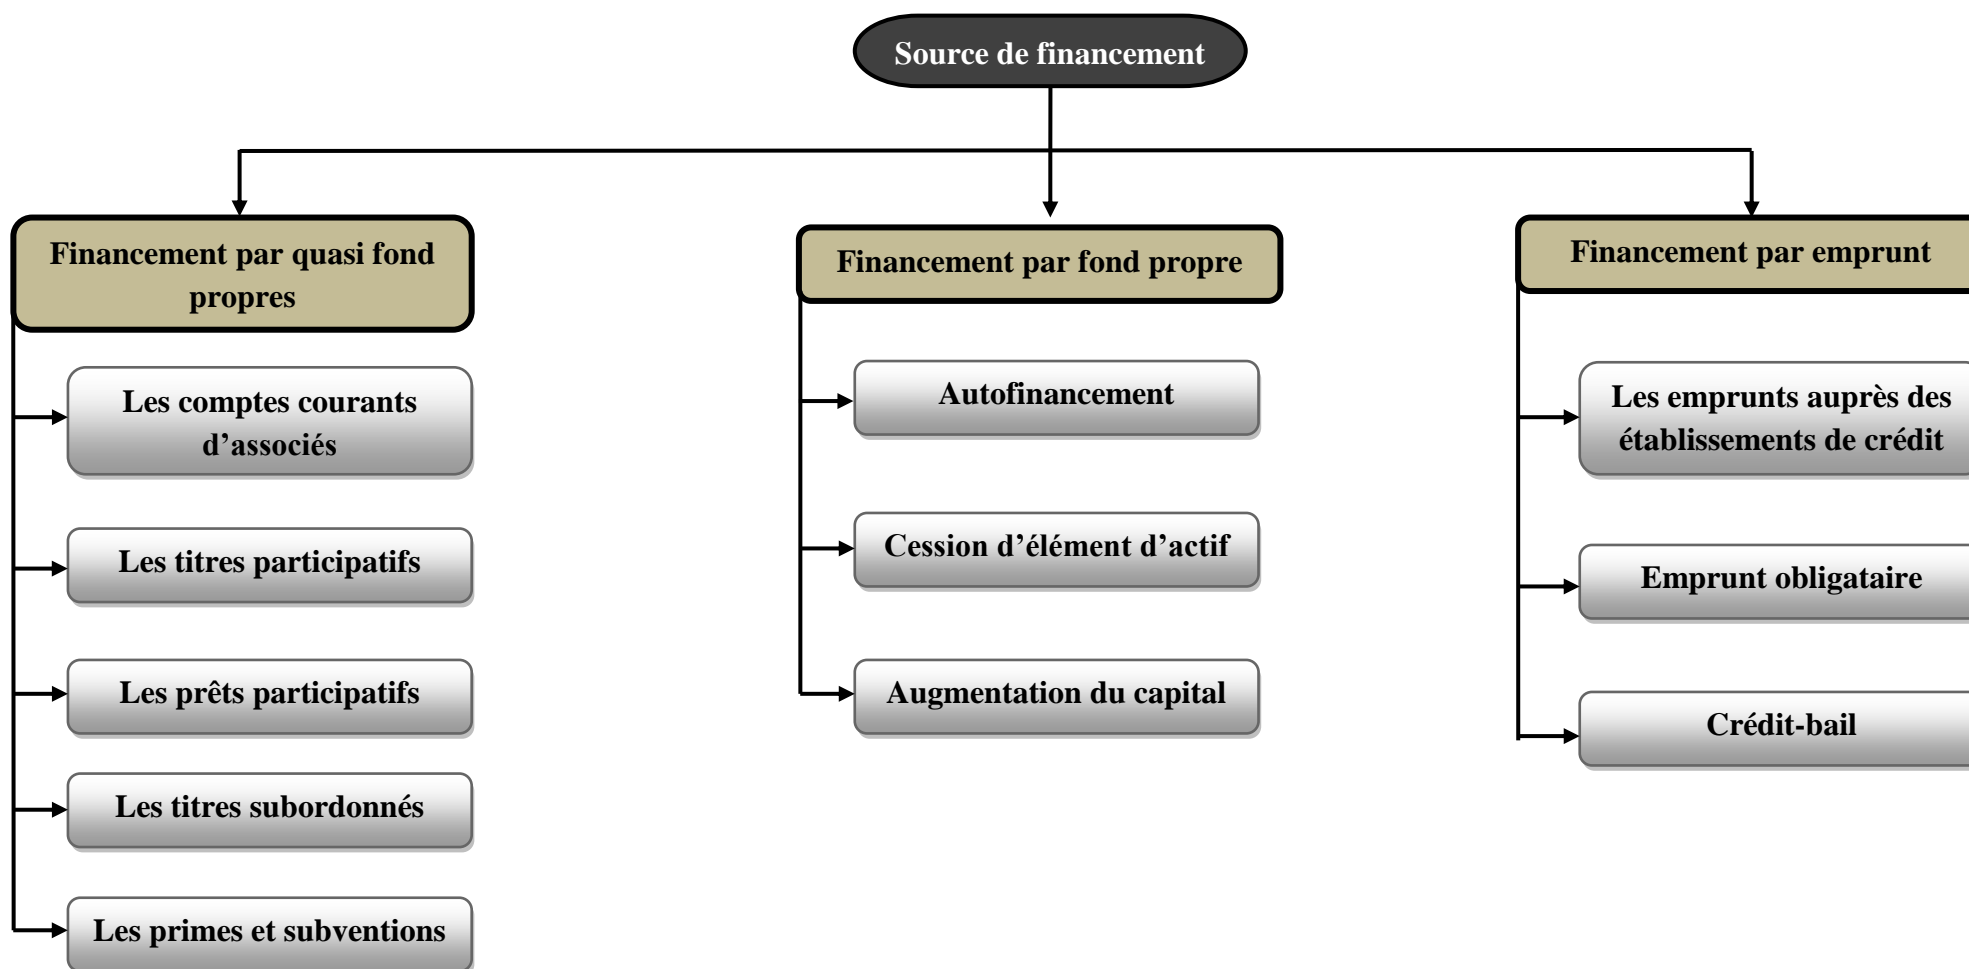 Source de financement
Financement par quasi fond
propres
Les comptes courants
d’associés
Les titres participatifs
Les prêts participatifs
Les titres subordonnés
Les primes et subventions
Financement par fond propre
Autofinancement
Cession d’élément d’actif
Augmentation du capital
Financement par emprunt
Les emprunts auprès des
établissements de crédit
Emprunt obligataire
Crédit-bail